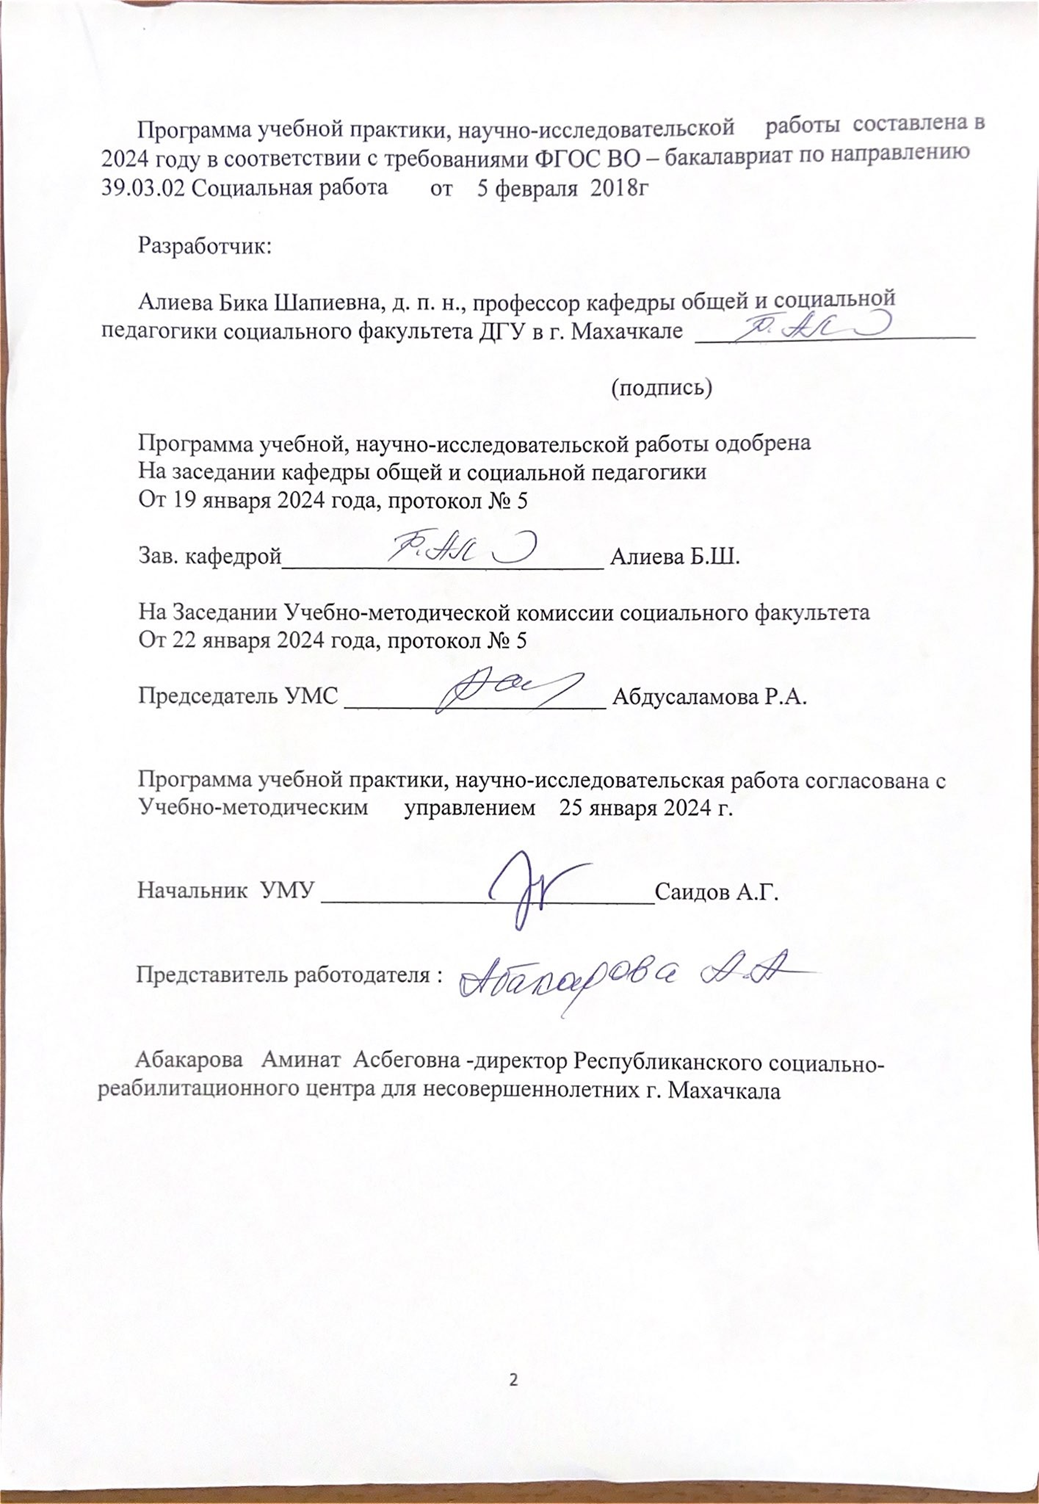 Программа учебной практики, научно-исследовательской работы составлена в
2024 году в соответствии с требованиями ФГОС ВО – бакалавриат по направлению
39.03.02 Социальная работа от 5 февраля 2018г
Разработчик:
Алиева Бика Шапиевна, д. п. н., профессор кафедры общей и социальной
педагогики социального факультета ДГУ в г. Махачкале
(подпись)
Программа учебной, научно-исследовательской работы одобрена
На заседании кафедры общей и социальной педагогики
От 19 января 2024 года, протокол № 5
Зав. кафедрой Алиева Б.Ш.
На Заседании Учебно-методической комиссии социального факультета
От 22 января 2024 года, протокол № 5
Председатель УМС Абдусаламова Р.А.
Программа учебной практики, научно-исследовательская работа согласована с
Учебно-методическим управлением 25 января 2024 г.
Начальник УМУ Саидов А.Г.
Представитель работодателя : Абакарова А.А
Абакарова Аминат Асбеговна -директор Республиканского социально-
реабилитационного центра для несовершеннолетних г. Махачкала
2